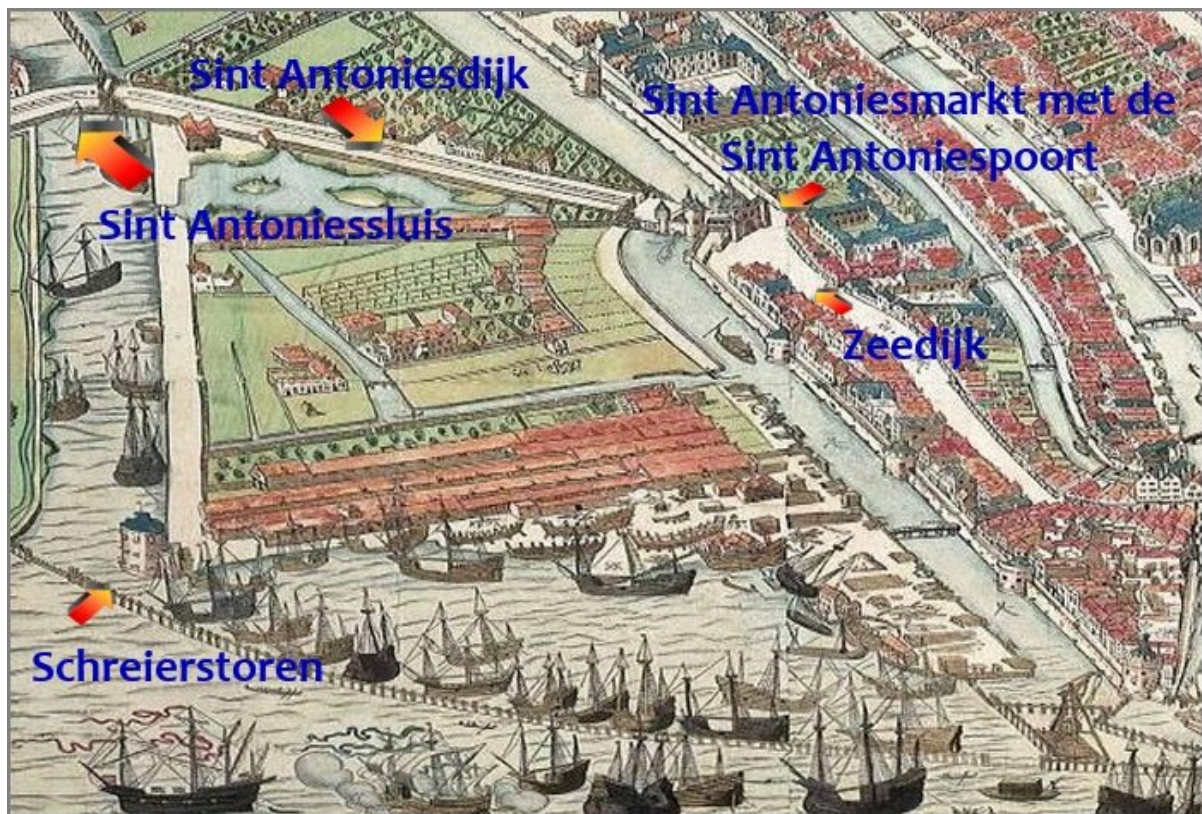 Sint Antoniesdijk
Sint Antoniesmarkt met de
Sint Antoniespoort
Sint Antoniessluis
Zeedijk
Schreierstoren